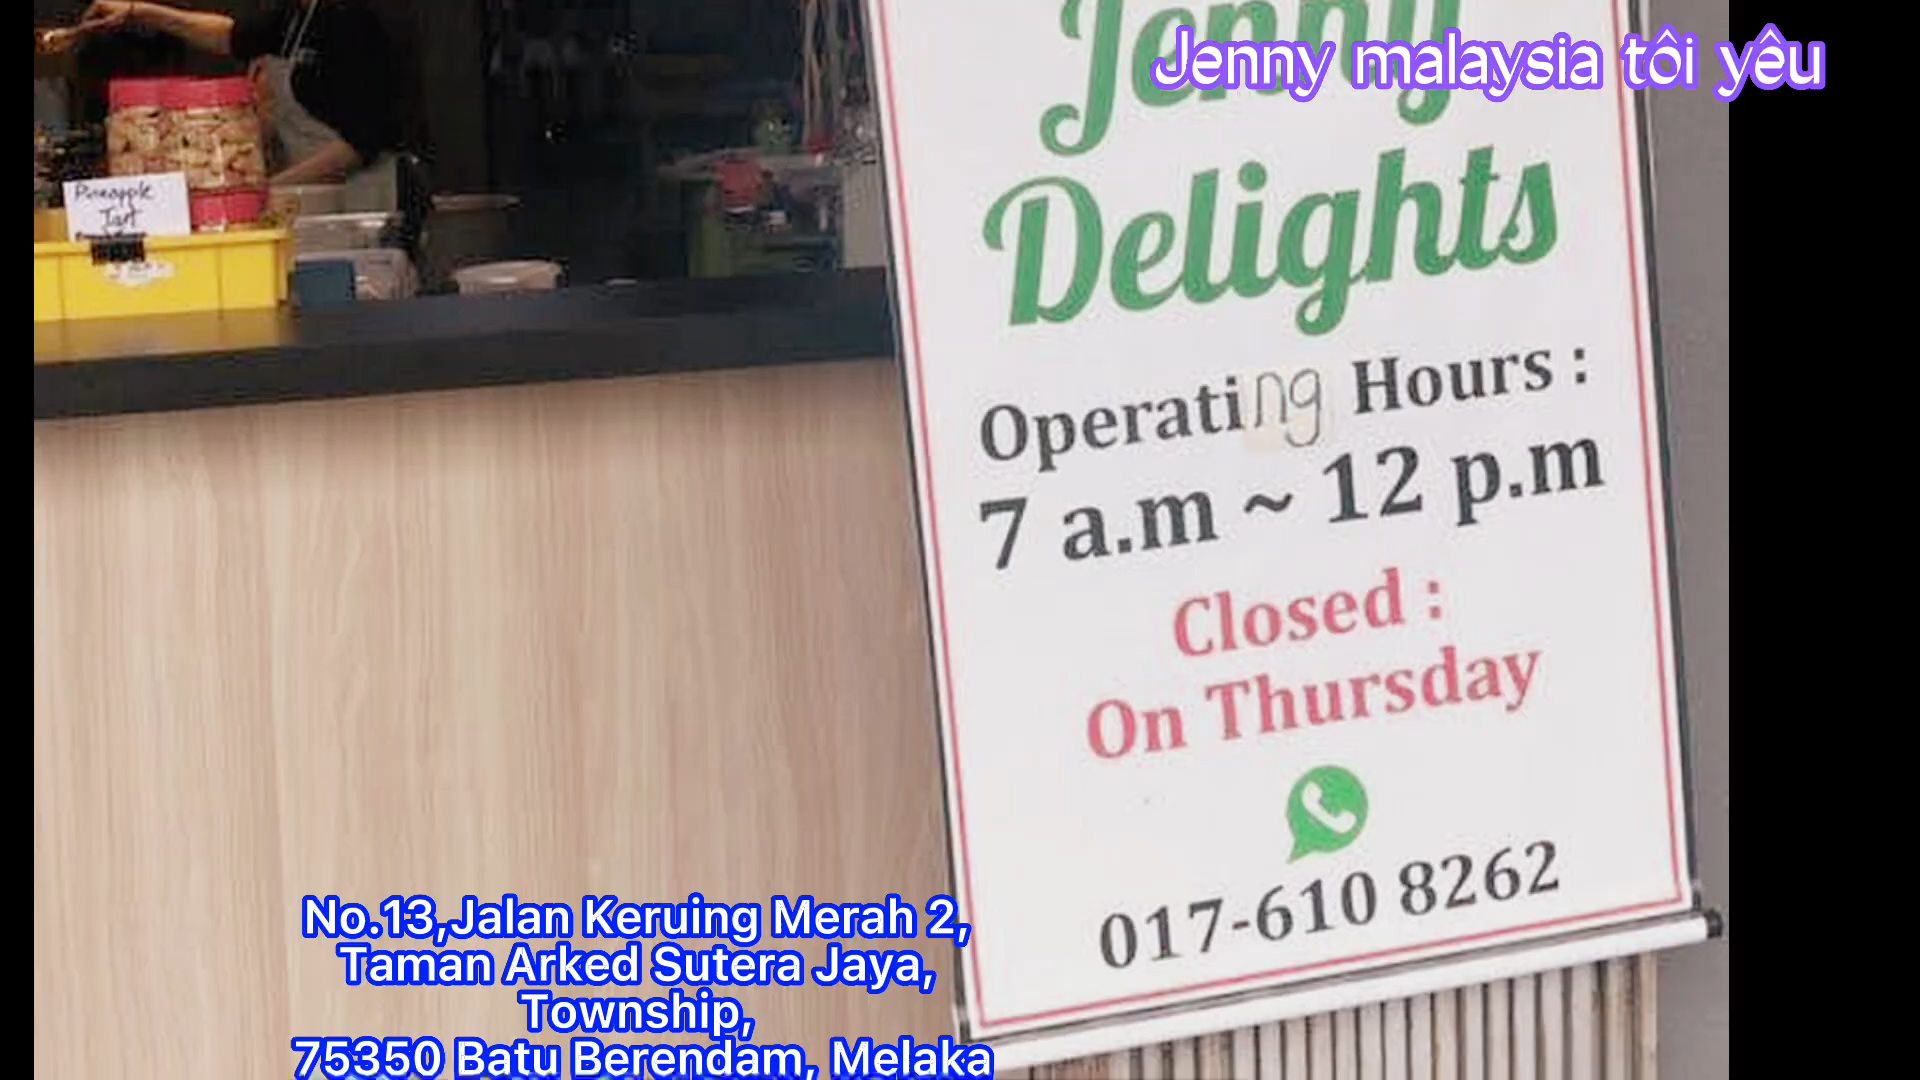 Jenny malaysia tôi yêu
Jenny
Delights
Operating Hours :
7 a.m ~ 12 p.m
Closed :
On Thursday
017-610 8262
Pineapple
Tart
No.13,Jalan Keruing Merah 2,
Taman Arked Sutera Jaya,
Township,
75350 Batu Berendam, Melaka